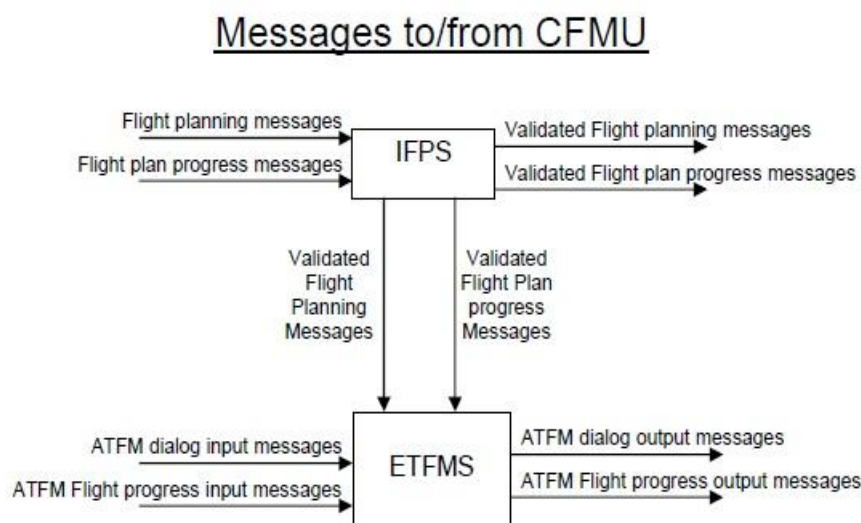 Messages to/from CFMU
Flight planning messages
Flight plan progress messages
IFPS
Validated Flight planning messages
Validated Flight plan progress messages
Validated
Flight
Planning
Messages
Validated
Flight Plan
progress
Messages
ATFM dialog input messages
ATFM Flight progress input messages
ETFMS
ATFM dialog output messages
ATFM Flight progress output messages